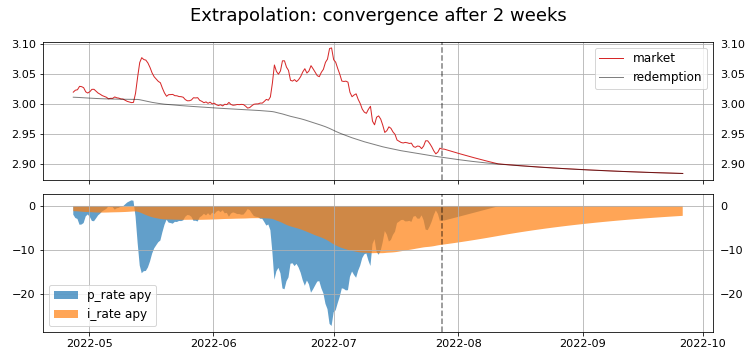 Extrapolation: convergence after 2 weeks
3.10
3.05
3.00
2.95
2.90
3.10
3.05
3.00
2.95
2.90
market
redemption
0
−10
−20
0
−10
−20
p_rate apy
i_rate apy
2022-05 2022-06 2022-07 2022-08 2022-09 2022-10